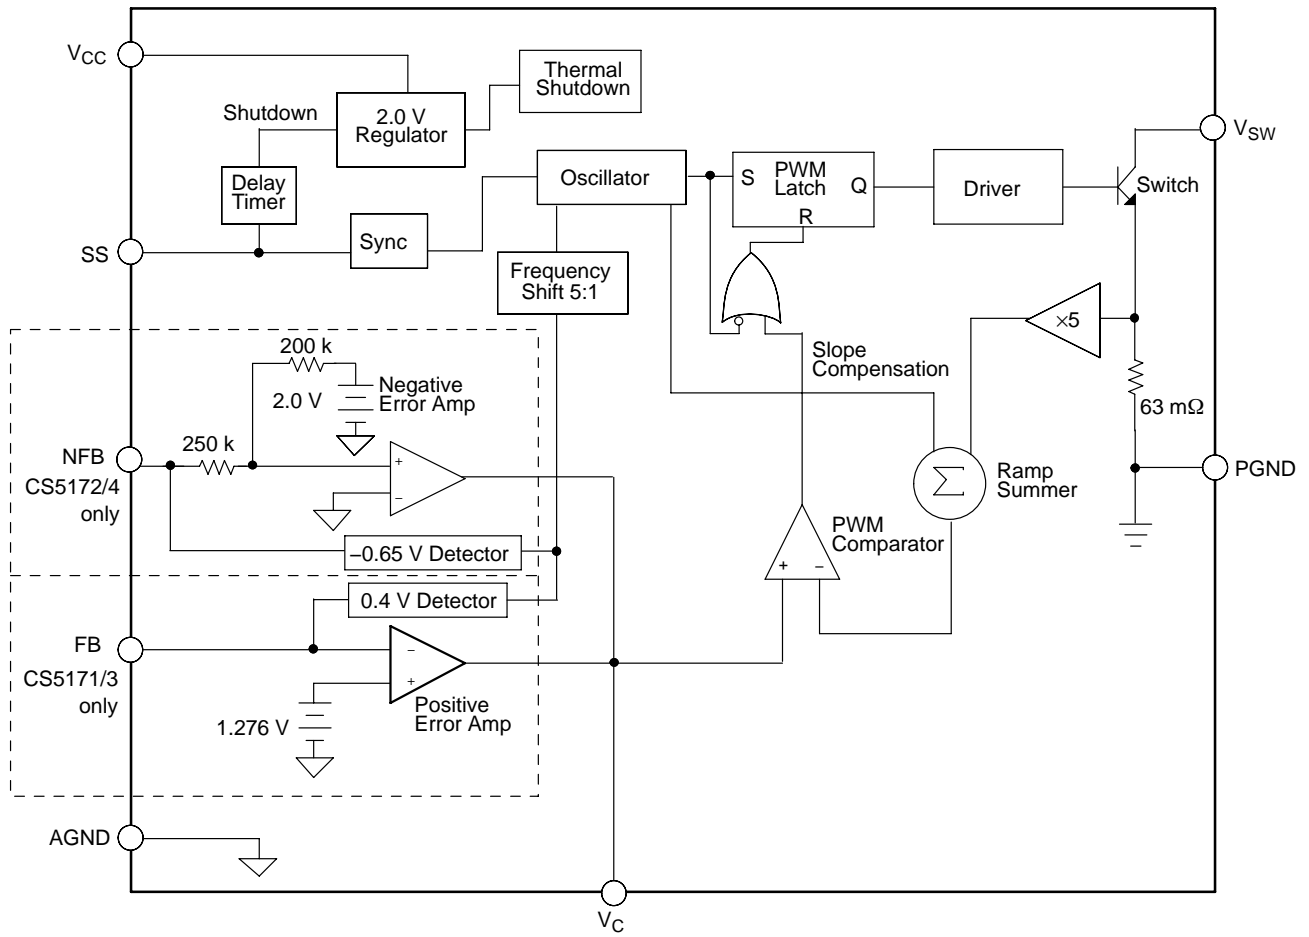 VCC
Thermal
Shutdown
Shutdown
2.0 V
Regulator
VSW
Delay
Timer
Oscillator
S
PWM
Latch
Q
R
Driver
Switch
SS
Sync
Frequency
Shift 5:1
×5
200 k
Slope
Compensation
2.0 V
Negative
Error Amp
63 mΩ
250 k
NFB
CS5172/4
only
+
−
Σ
Ramp
Summer
PGND
PWM
Comparator
−0.65 V Detector
+
−
0.4 V Detector
FB
CS5171/3
only
−
+
Positive
Error Amp
1.276 V
AGND
VC